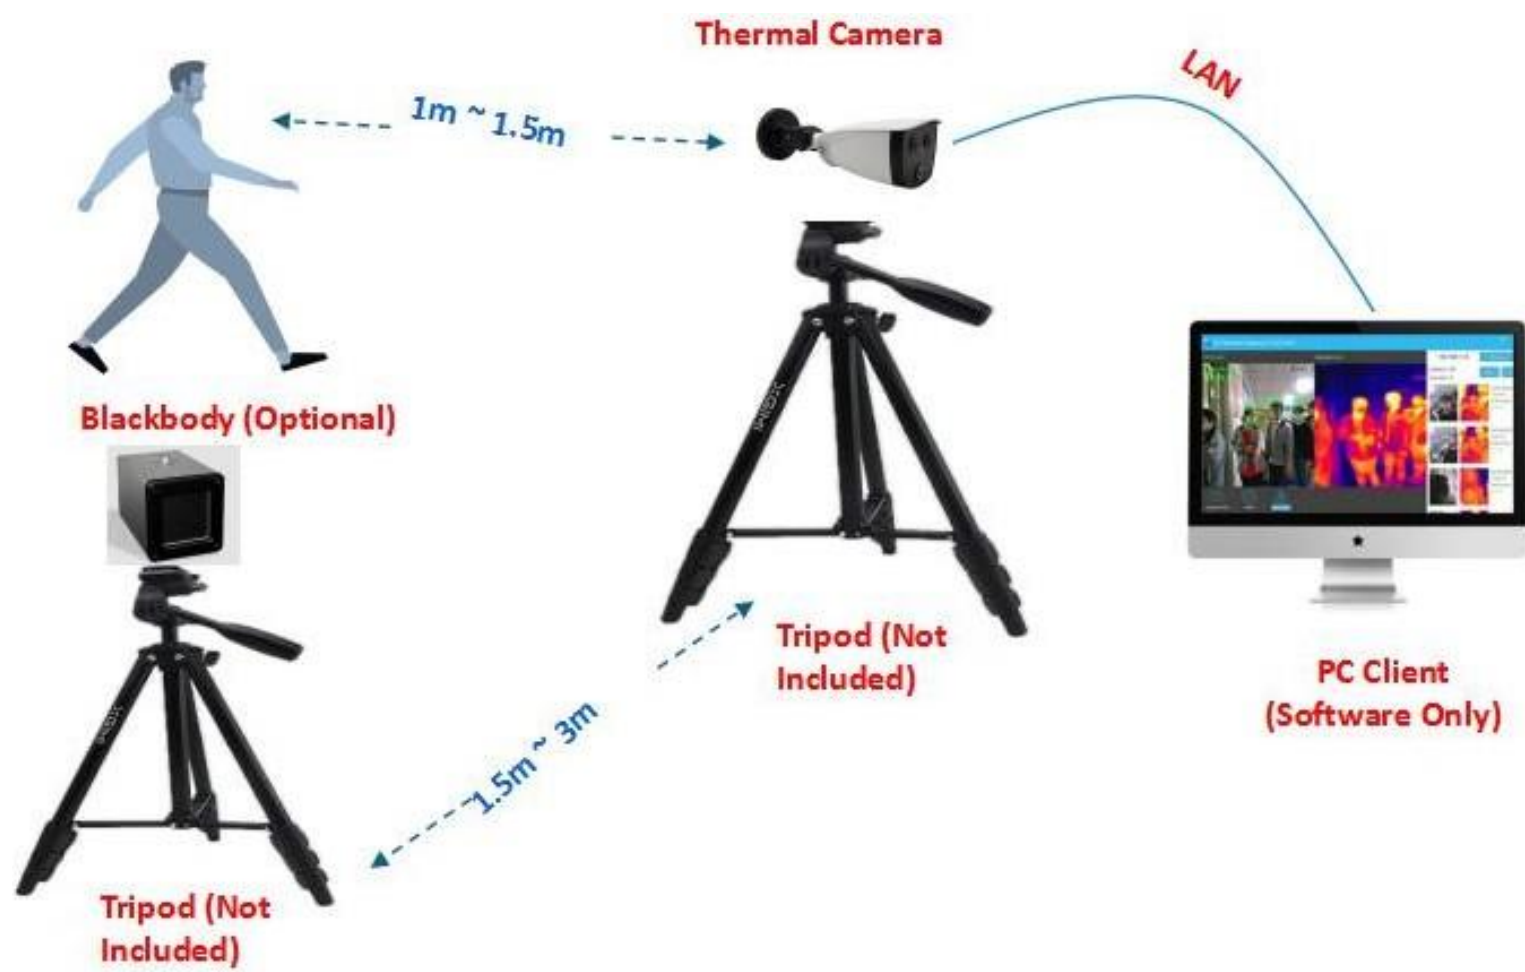 Thermal Camera
LAN
1m ~ 1.5m
Blackbody (Optional)
Tripod (Not
Included)
PC Client
(Software Only)
1.5m ~ 3m
Tripod (Not
Included)